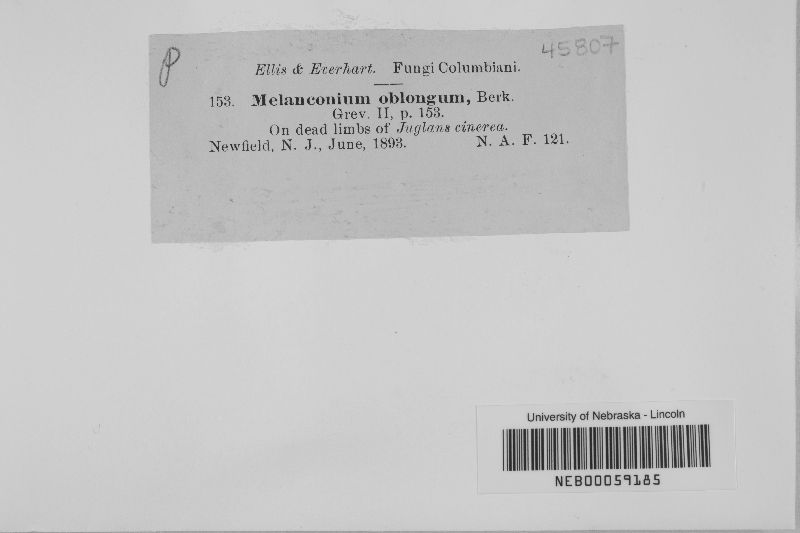 45807
Ellis & Everhart. Fungi Columbiani.
153. Melanconium oblongum, Berk.
Grev. II, p. 153.
On dead limbs of Juglans cinerea.
Newfield, N. J., June, 1893. N. A. F. 121.
University of Nebraska - Lincoln
NEB00059185